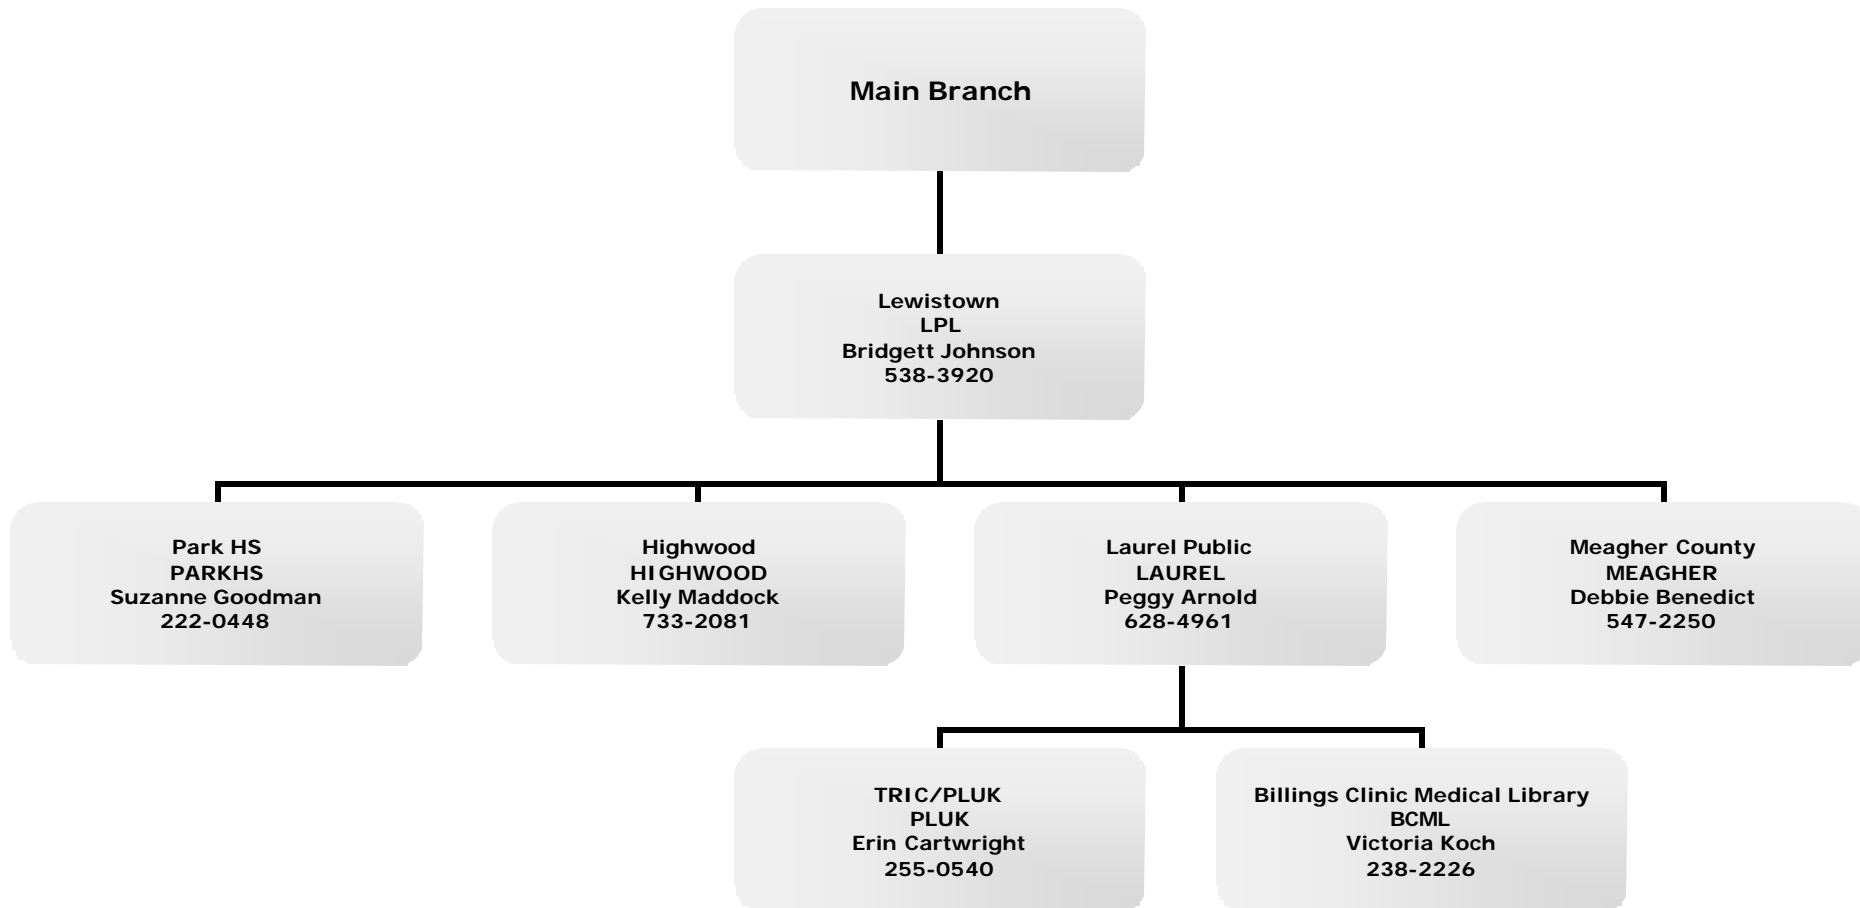 Main Branch
Lewistown
LPL
Bridgett Johnson
538-3920
Park HS
PARKHS
Suzanne Goodman
222-0448
Highwood
HIGHWOOD
Kelly Maddock
733-2081
Laurel Public
LAUREL
Peggy Arnold
628-4961
Meagher County
MEAGHER
Debbie Benedict
547-2250
TRIC/PLUK
PLUK
Erin Cartwright
255-0540
Billings Clinic Medical Library
BCML
Victoria Koch
238-2226